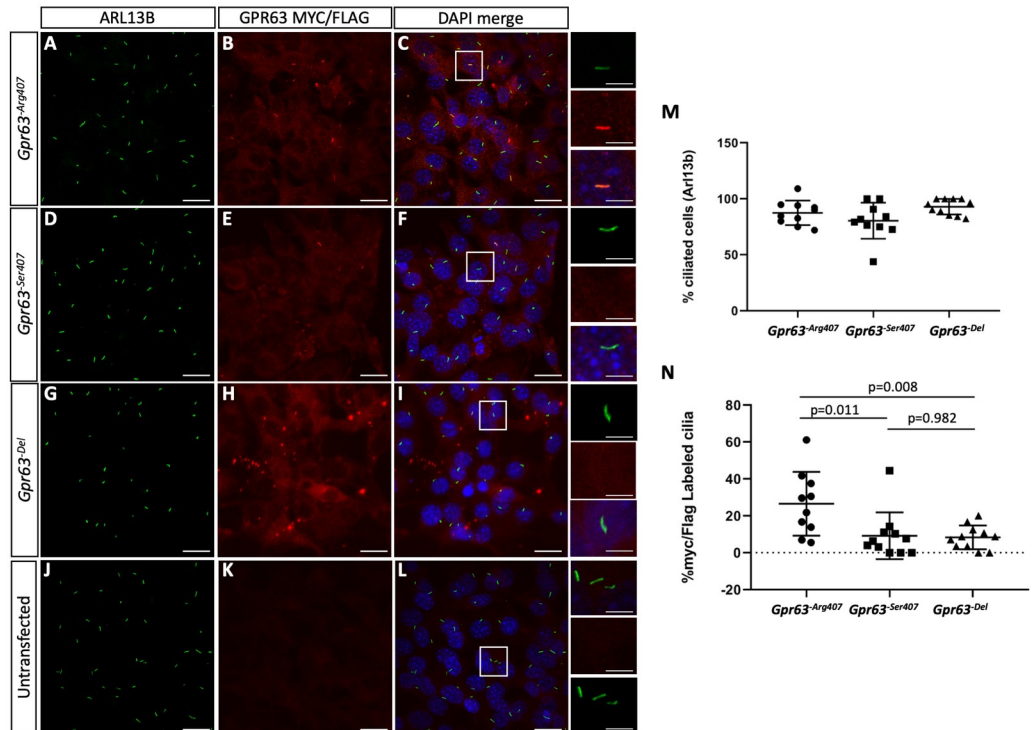 ARL13B GPR63 MYC/FLAG DAPI merge
Gpr63-Arg407
A B C
Gpr63-Ser407
D E F
Gpr63-Del
G H I
Untransfected
J K L
M
% ciliated cells (Arl13b)
150
100
50
0
Gpr63-Arg407 Gpr63-Ser407 Gpr63-Del
N
p=0.008
p=0.011 p=0.982
%myc/Flag Labeled cilia
80
60
40
20
0
-20
Gpr63-Arg407 Gpr63-Ser407 Gpr63-Del